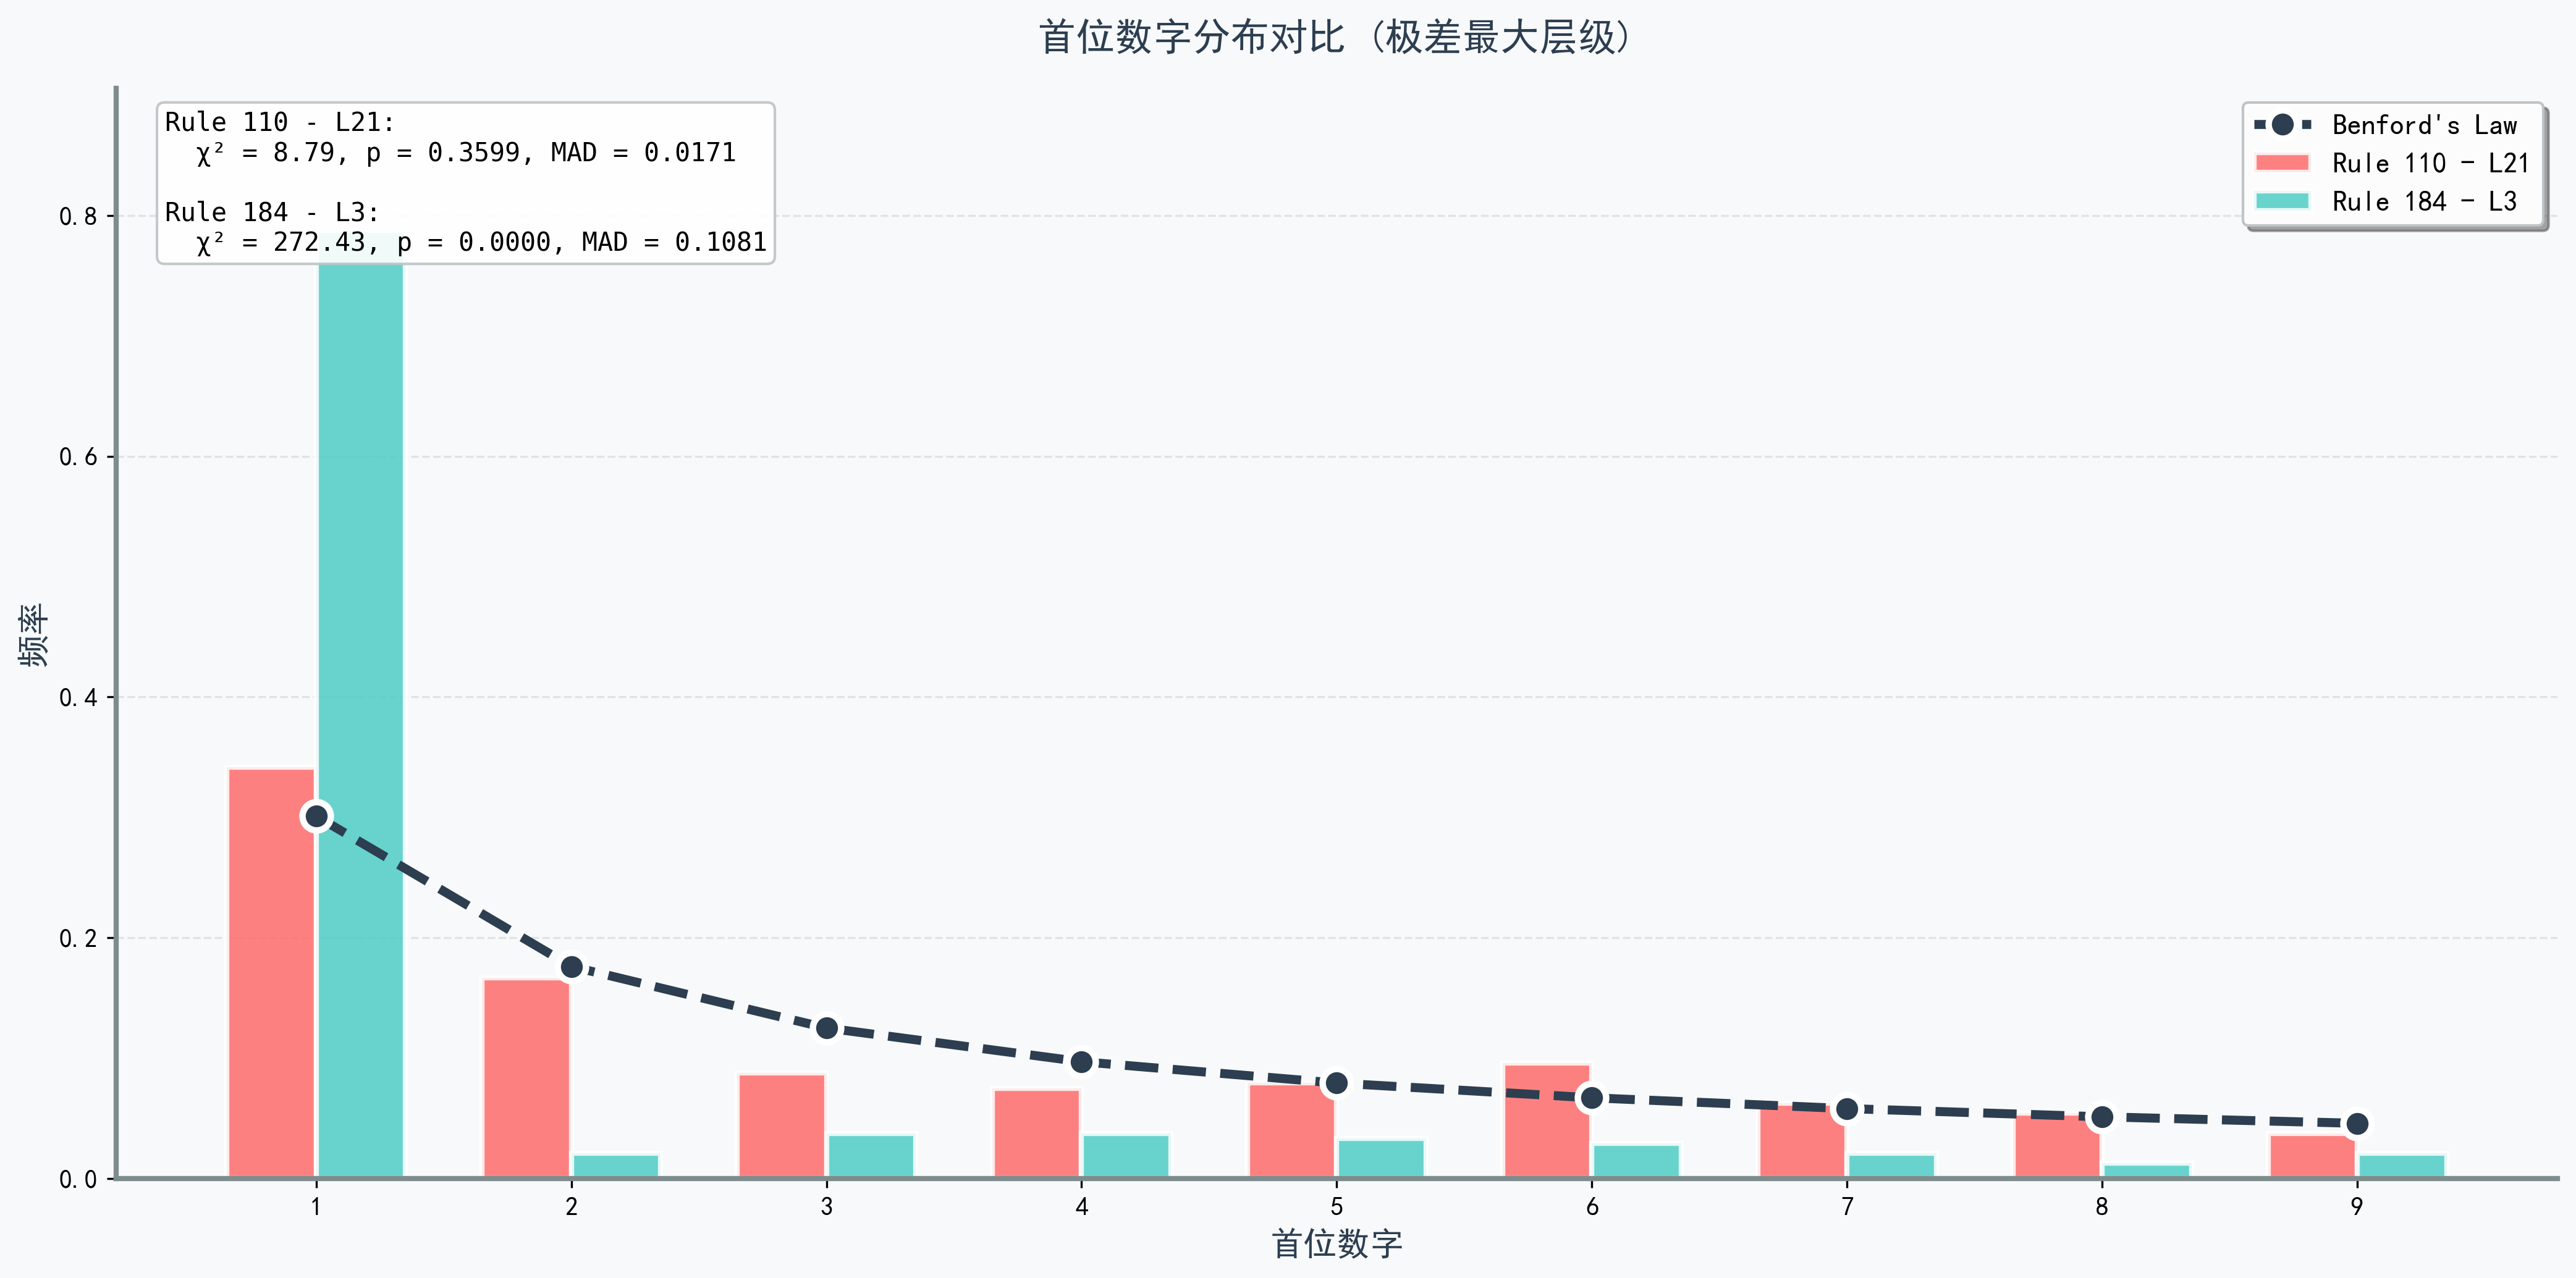 首位数字分布对比 (极差最大层级)
Rule 110 - L21:
χ² = 8.79, p = 0.3599, MAD = 0.0171
Rule 184 - L3:
χ² = 272.43, p = 0.0000, MAD = 0.1081
Benford's Law
Rule 110 - L21
Rule 184 - L3
频率
0.8
0.6
0.4
0.2
0.0
1 2 3 4 5 6 7 8 9
首位数字